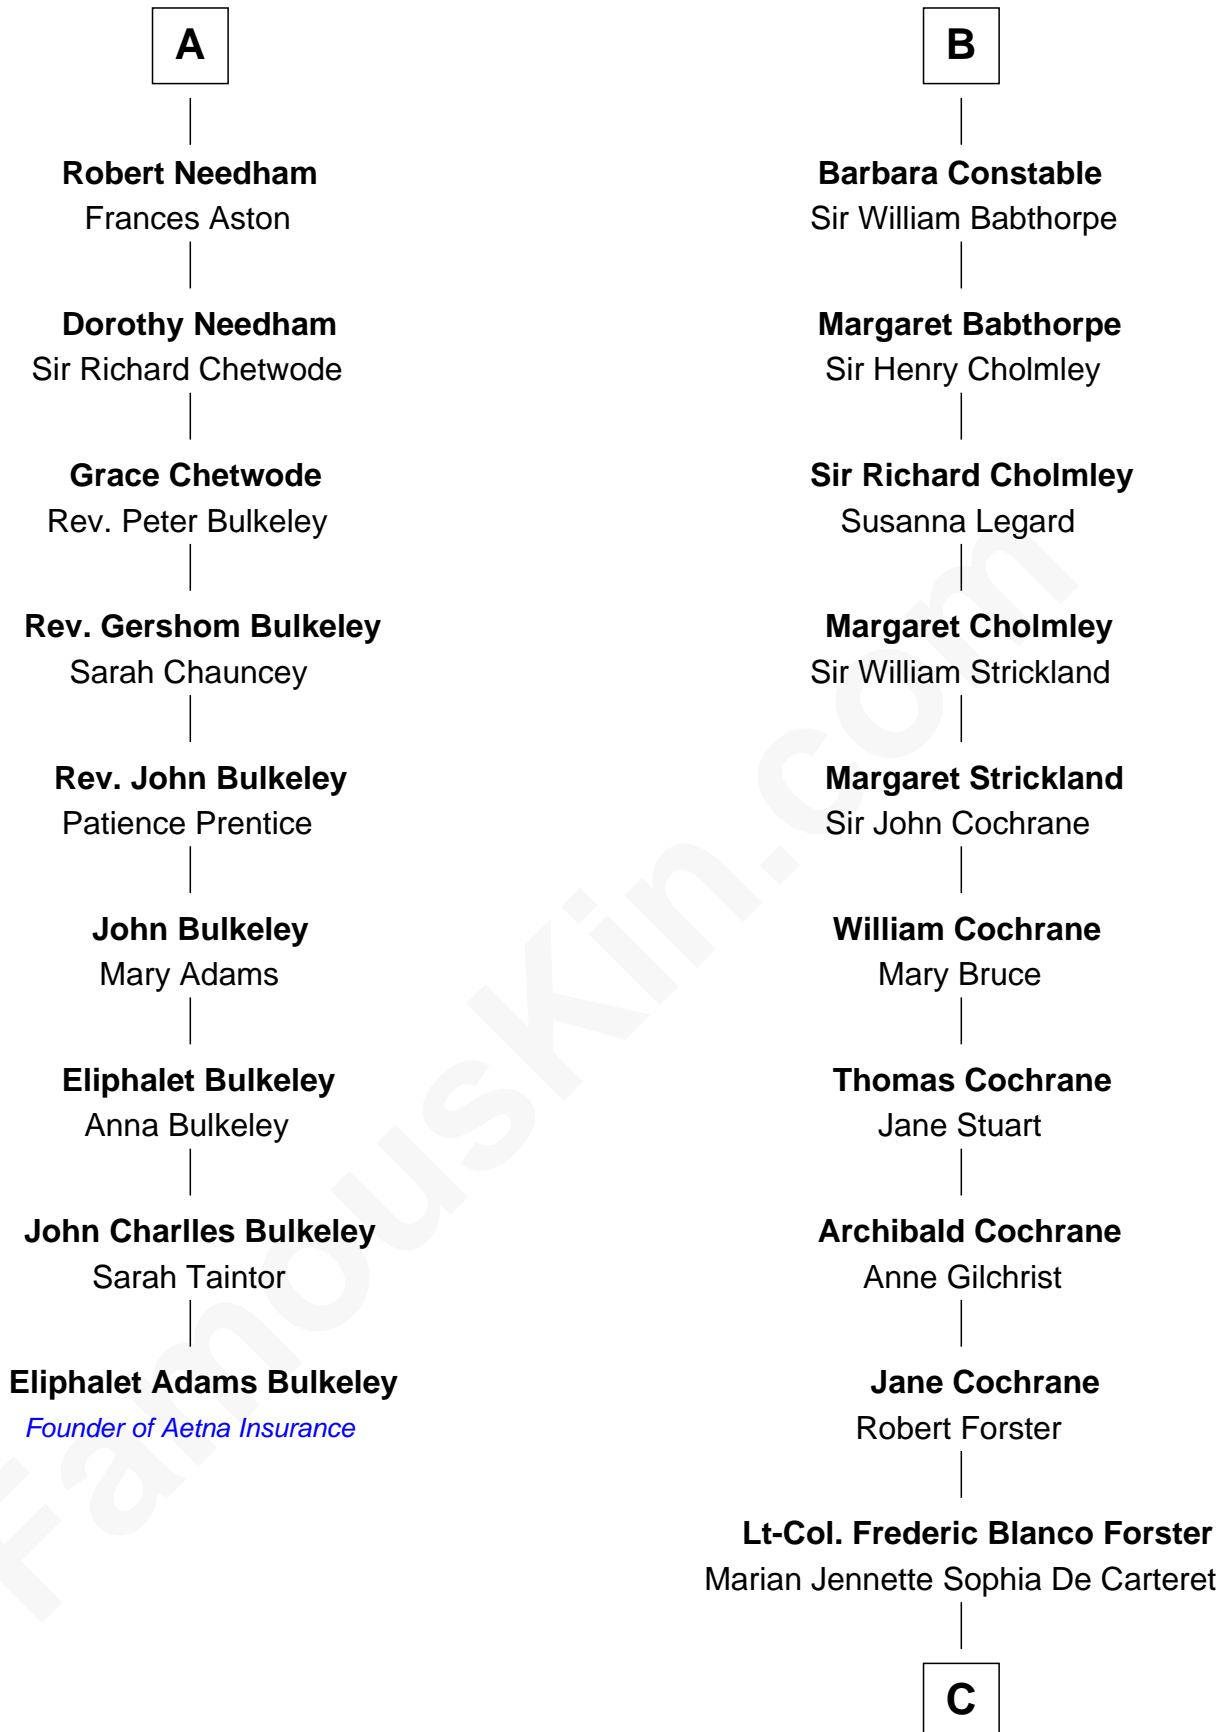 A
Robert Needham
Frances Aston
Dorothy Needham
Sir Richard Chetwode
Grace Chetwode
Rev. Peter Bulkeley
Rev. Gershom Bulkeley
Sarah Chauncey
Rev. John Bulkeley
Patience Prentice
John Bulkeley
Mary Adams
Eliphalet Bulkeley
Anna Bulkeley
John Charlles Bulkeley
Sarah Taintor
Eliphalet Adams Bulkeley
Founder of Aetna Insurance
B
Barbara Constable
Sir William Babthorpe
Margaret Babthorpe
Sir Henry Cholmley
Sir Richard Cholmley
Susanna Legard
Margaret Cholmley
Sir William Strickland
Margaret Strickland
Sir John Cochrane
William Cochrane
Mary Bruce
Thomas Cochrane
Jane Stuart
Archibald Cochrane
Anne Gilchrist
Jane Cochrane
Robert Forster
Lt-Col. Frederic Blanco Forster
Marian Jennette Sophia De Carteret
C
FamousKin.com